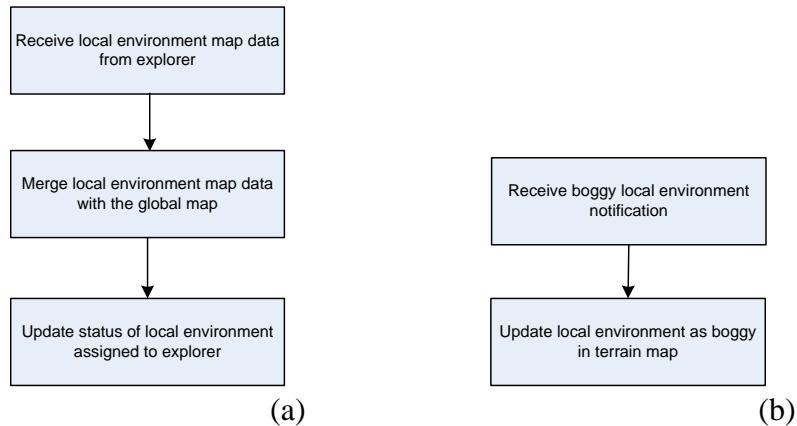 Receive local environment map data
from explorer
Merge local environment map data
with the global map
Update status of local environment
assigned to explorer
(a)
Receive boggy local environment
notification
Update local environment as boggy
in terrain map
(b)